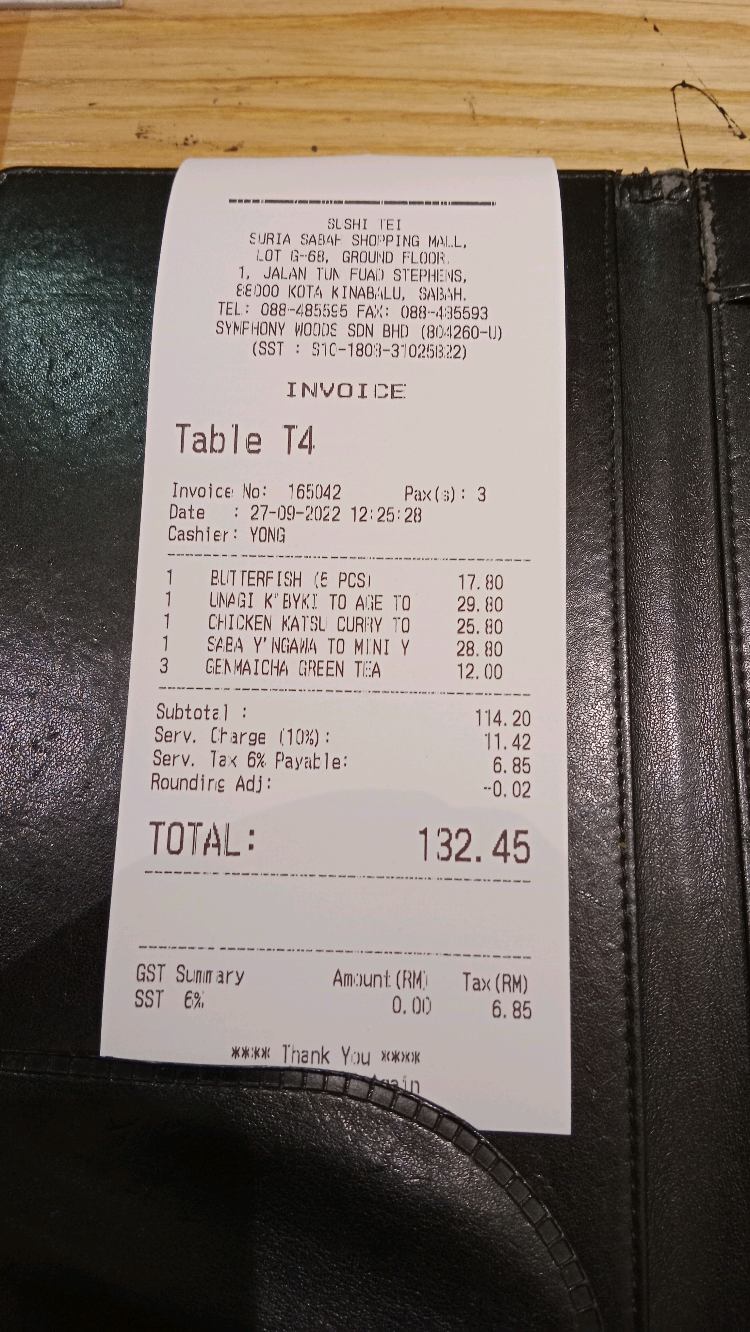 SUSHI TEI
SURIA SABAH SHOPPING MALL,
LOT G-68, GROUND FLOOR,
1, JALAN TUN FUAD STEPHENS,
88000 KOTA KINABALU, SABAH.
TEL: 088-485595 FAX: 088-485593
SYMPHONY WOODS SDN BHD (804260-U)
(SST : S10-1808-31025822)
INVOICE
Table T4
Invoice No: 165042 Pax(s): 3
Date : 27-09-2022 12:25:28
Cashier: YONG
1 BUTTERFISH (5 PCS) 17.80
1 UNAGI K'BYKI TO AGE TO 29.80
1 CHICKEN KATSU CURRY TO 25.80
1 SABA Y'NGAWA TO MINI Y 28.80
3 GENMAICHA GREEN TEA 12.00
Subtotal : 114.20
Serv. Charge (10%): 11.42
Serv. Tax 6% Payable: 6.85
Rounding Adj: -0.02
TOTAL: 132.45
GST Summary Amount(RM) Tax(RM)
SST 6% 0.00 6.85
**** Thank You ****
Again